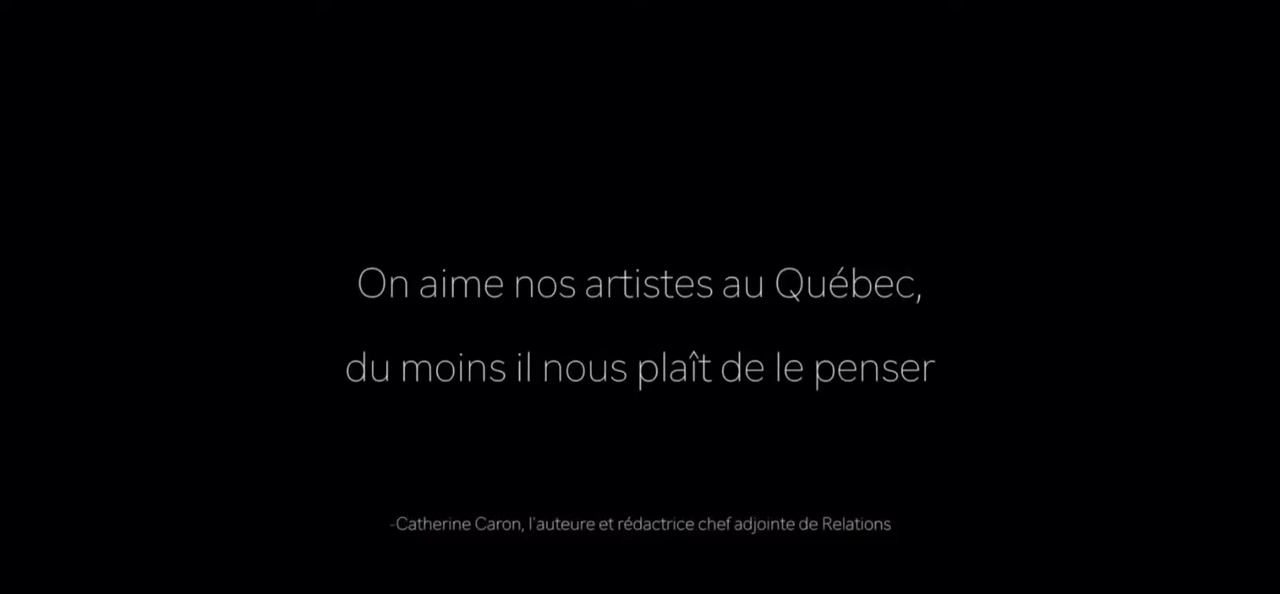 On aime nos artistes au Québec,
du moins il nous plaît de le penser
-Catherine Caron, l'auteure et rédactrice chef adjointe de Relations